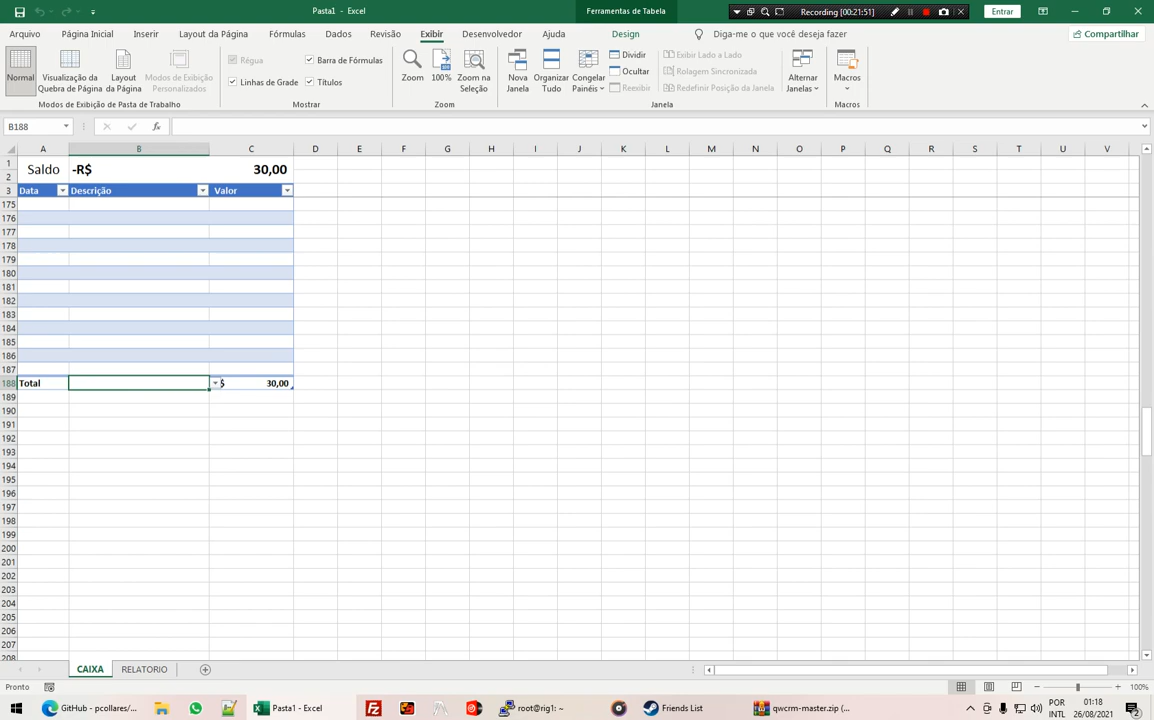 Pasta1 - Excel
Ferramentas de Tabela
Recording [00:21:51]
Entrar
Arquivo Página Inicial Inserir Layout da Página Fórmulas Dados Revisão Exibir Desenvolvedor Ajuda Design Diga-me o que você deseja fazer Compartilhar
Normal
Visualização da Quebra de Página
Layout da Página
Modos de Exibição Personalizados
Modos de Exibição de Pasta de Trabalho
Régua
Barra de Fórmulas
Linhas de Grade
Títulos
Mostrar
Zoom
100%
Zoom na Seleção
Zoom
Nova Janela
Organizar Tudo
Congelar Painéis
Dividir
Ocultar
Reexibir
Exibir Lado a Lado
Rolagem Sincronizada
Redefinir Posição da Janela
Janela
Alternar Janelas
Macros
Macros
B188
fx
A B C D E F G H I J K L M N O P Q R S T U V
1
2
Saldo -R$ 30,00
3 Data Descrição Valor
175
176
177
178
179
180
181
182
183
184
185
186
187
188 Total $ 30,00
189
190
191
192
193
194
195
196
197
198
199
200
201
202
203
204
205
206
207
208
CAIXA RELATORIO
Pronto
100%
GitHub - pcollares/...
Pasta1 - Excel
root@rig1: ~
Friends List
qwcrm-master.zip (...
POR
INTL
01:18
26/08/2021
2